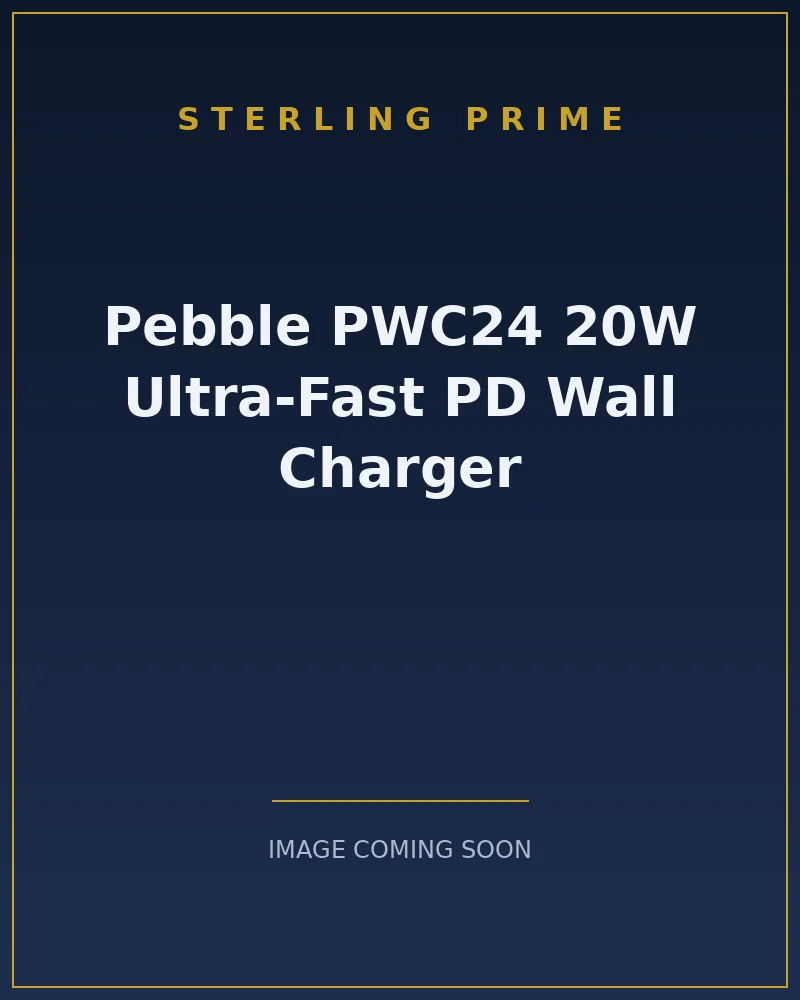 STERLING PRIME
Pebble PWC24 20W
Ultra-Fast PD Wall
Charger
IMAGE COMING SOON